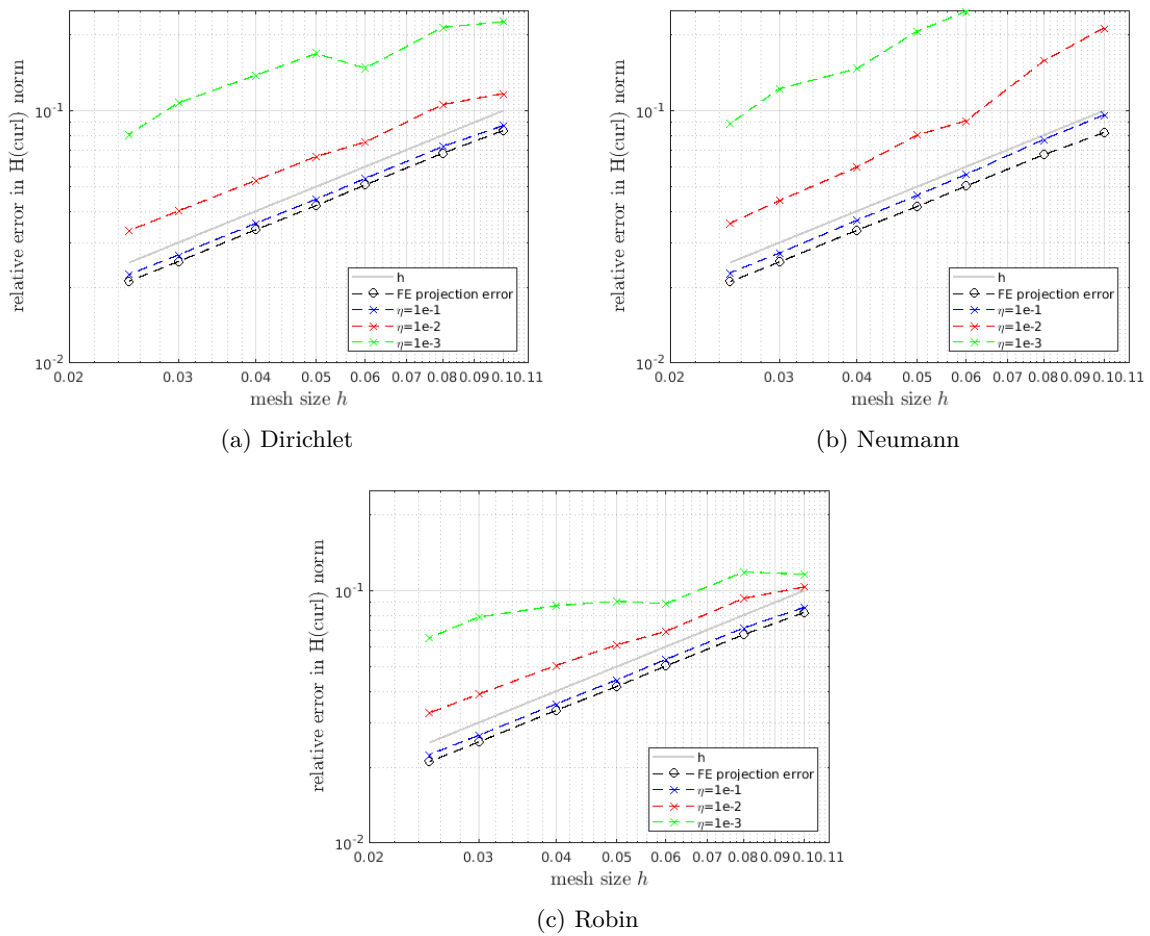 relative error in H(curl) norm
10-1
10-2
h
FE projection error
η=1e-1
η=1e-2
η=1e-3
0.02 0.03 0.04 0.05 0.06 0.07 0.08 0.09 0.10 0.11
mesh size h
(a) Dirichlet
relative error in H(curl) norm
10-1
10-2
h
FE projection error
η=1e-1
η=1e-2
η=1e-3
0.02 0.03 0.04 0.05 0.06 0.07 0.08 0.09 0.10 0.11
mesh size h
(b) Neumann
relative error in H(curl) norm
10-1
10-2
h
FE projection error
η=1e-1
η=1e-2
η=1e-3
0.02 0.03 0.04 0.05 0.06 0.07 0.08 0.09 0.10 0.11
mesh size h
(c) Robin